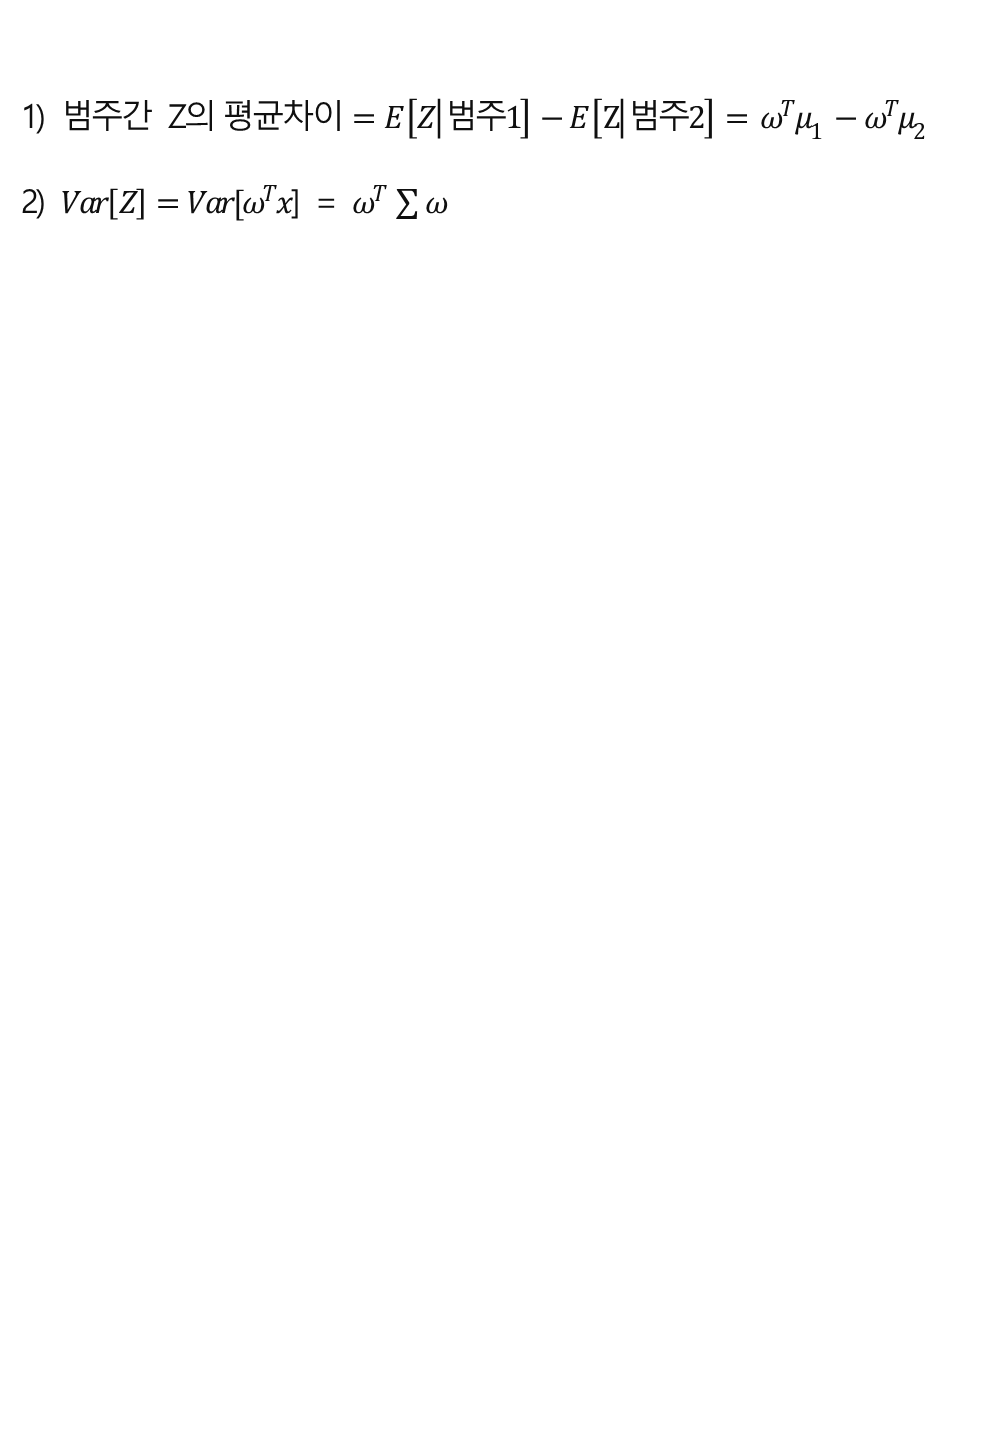 1) 범주간 Z의 평균차이 = E[Z|범주1] − E[Z|범주2] = ω^T μ_1 − ω^T μ_2
2) Var[Z] = Var[ω^T x] = ω^T ∑ ω